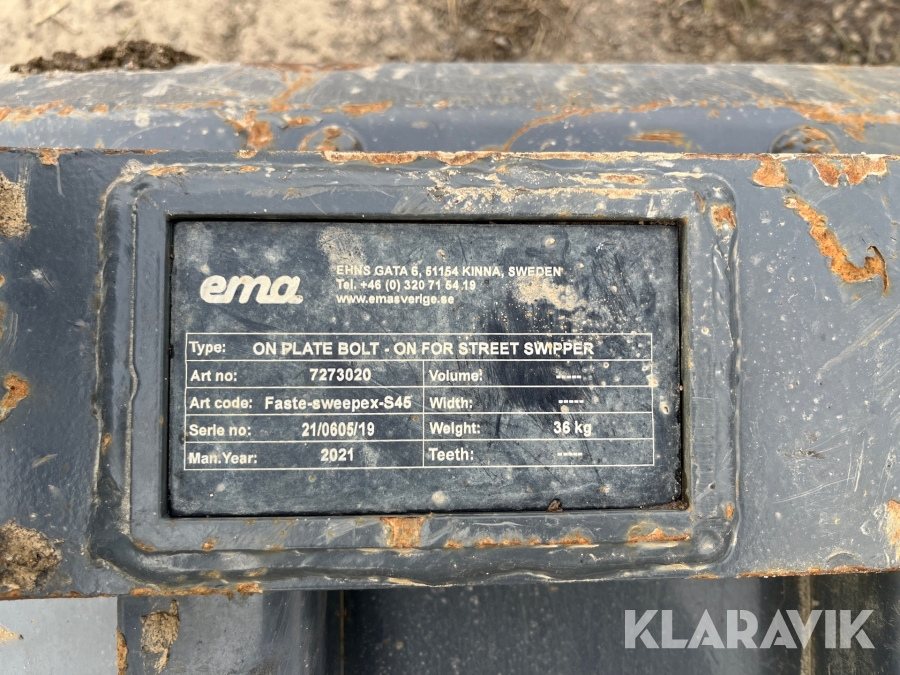 ema
EHNS GATA 6, 51154 KINNA, SWEDEN
Tel. +46 (0) 320 71 54 19
www.emasverige.se
Type: ON PLATE BOLT - ON FOR STREET SWIPPER
Art no: 7273020 Volume: -----
Art code: Faste-sweepex-S45 Width: -----
Serie no: 21/0605/19 Weight: 36 kg
Man.Year: 2021 Teeth: -----
KLARAVIK